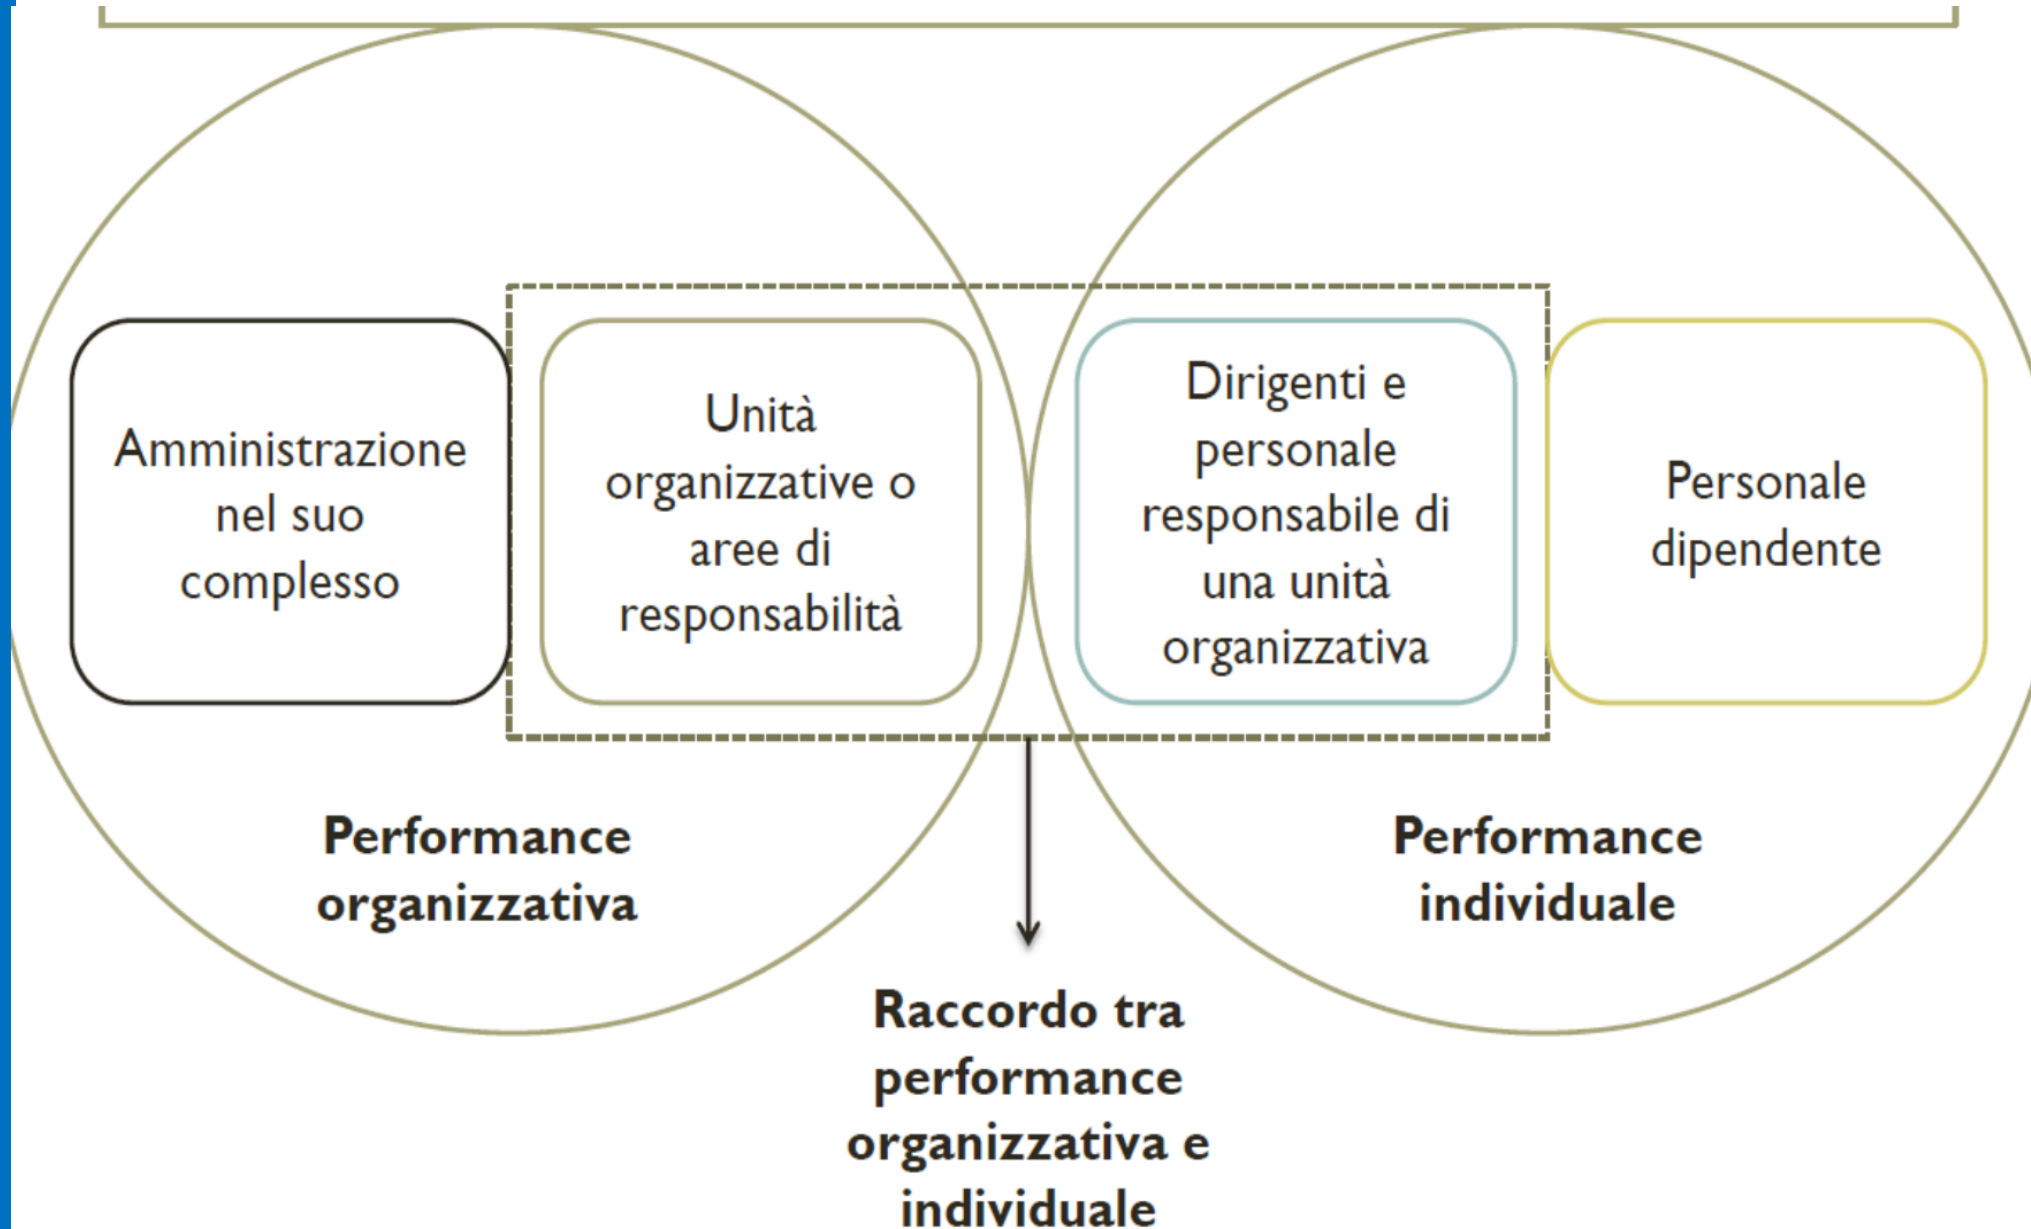 Amministrazione
nel suo
complesso
Unità
organizzative o
aree di
responsabilità
Dirigenti e
personale
responsabile di
una unità
organizzativa
Personale
dipendente
Performance
organizzativa
Performance
individuale
Raccordo tra
performance
organizzativa e
individuale